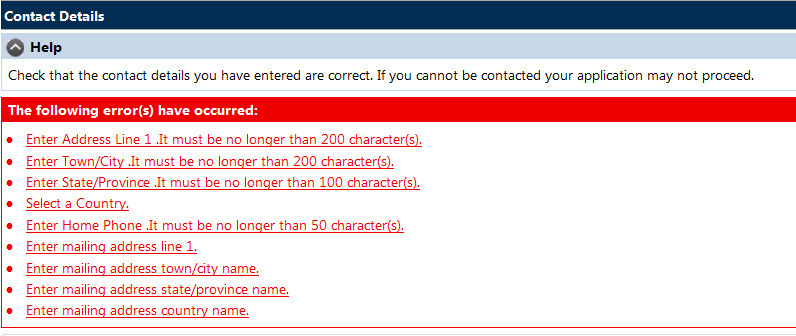 Contact Details
Help
Check that the contact details you have entered are correct. If you cannot be contacted your application may not proceed.
The following error(s) have occurred:
Enter Address Line 1 .It must be no longer than 200 character(s).
Enter Town/City .It must be no longer than 200 character(s).
Enter State/Province .It must be no longer than 100 character(s).
Select a Country.
Enter Home Phone .It must be no longer than 50 character(s).
Enter mailing address line 1.
Enter mailing address town/city name.
Enter mailing address state/province name.
Enter mailing address country name.